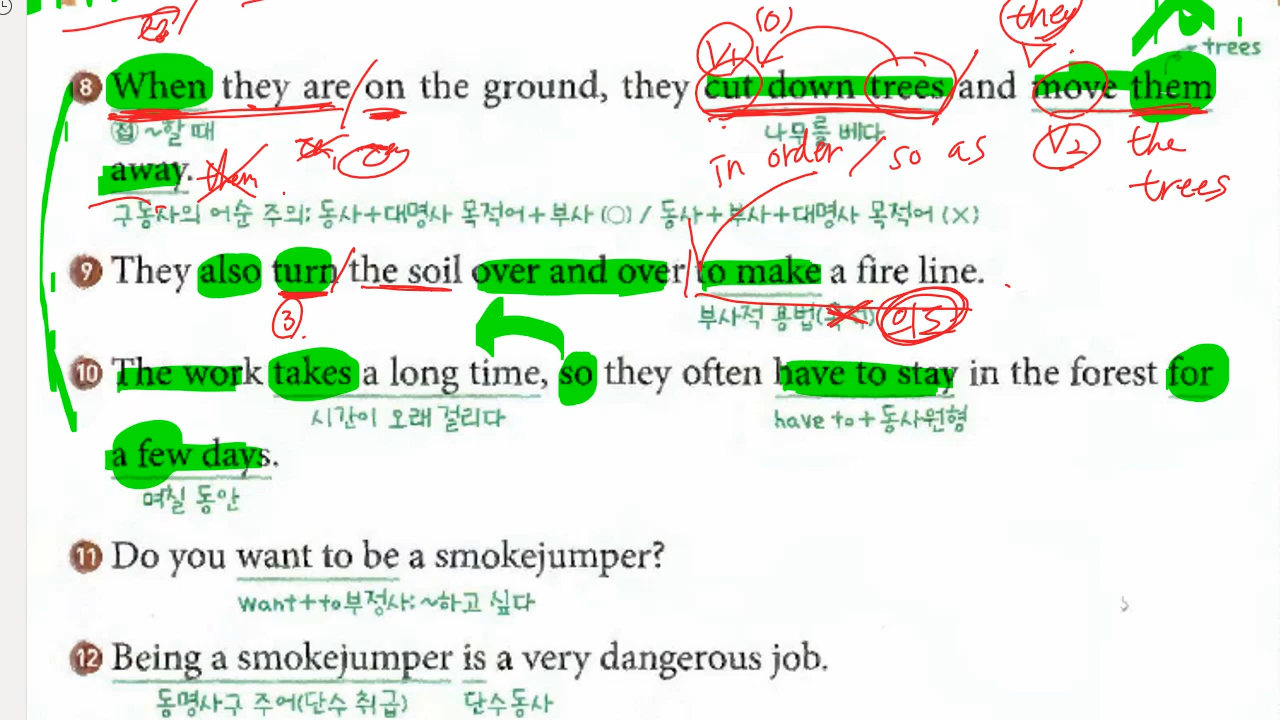 they
(o)
V1
trees
8 When they are on the ground, they cut down trees and move them
접 ~할 때
나무를 베다
in order / so as
V2
the
trees
away. them
구동사의 어순 주의: 동사+대명사 목적어+부사 (○) / 동사+부사+대명사 목적어 (×)
9 They also turn the soil over and over to make a fire line.
③
부사적 용법(목적)
10 The work takes a long time, so they often have to stay in the forest for
시간이 오래 걸리다
have to+동사원형
a few days.
며칠 동안
11 Do you want to be a smokejumper?
want+to부정사: ~하고 싶다
12 Being a smokejumper is a very dangerous job.
동명사구 주어(단수 취급)
단수동사